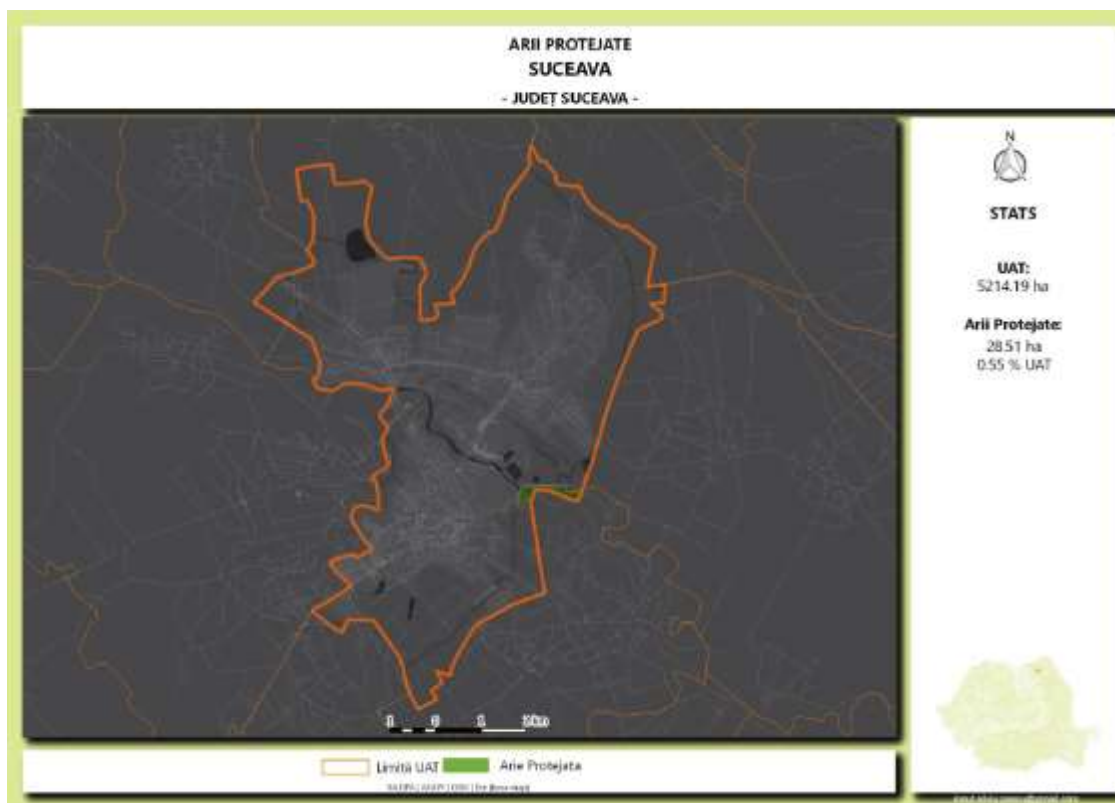 ARII PROTEJATE
SUCEAVA
- JUDEȚ SUCEAVA -
N
STATS
UAT:
5214.19 ha
Arii Protejate:
28.51 ha
0.55 % UAT
Limită UAT
Arie Protejata